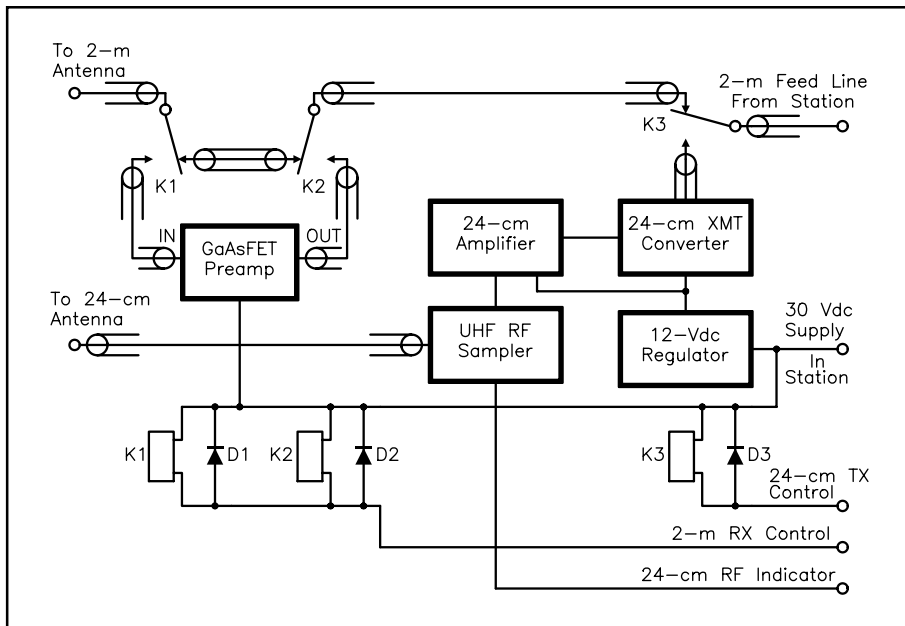 To 2-m
Antenna
2-m Feed Line
From Station
K3
K1
K2
IN
GaAsFET
Preamp
OUT
24-cm
Amplifier
24-cm XMT
Converter
To 24-cm
Antenna
UHF RF
Sampler
12-Vdc
Regulator
30 Vdc
Supply
In
Station
K1
D1
K2
D2
K3
D3
24-cm TX
Control
2-m RX Control
24-cm RF Indicator